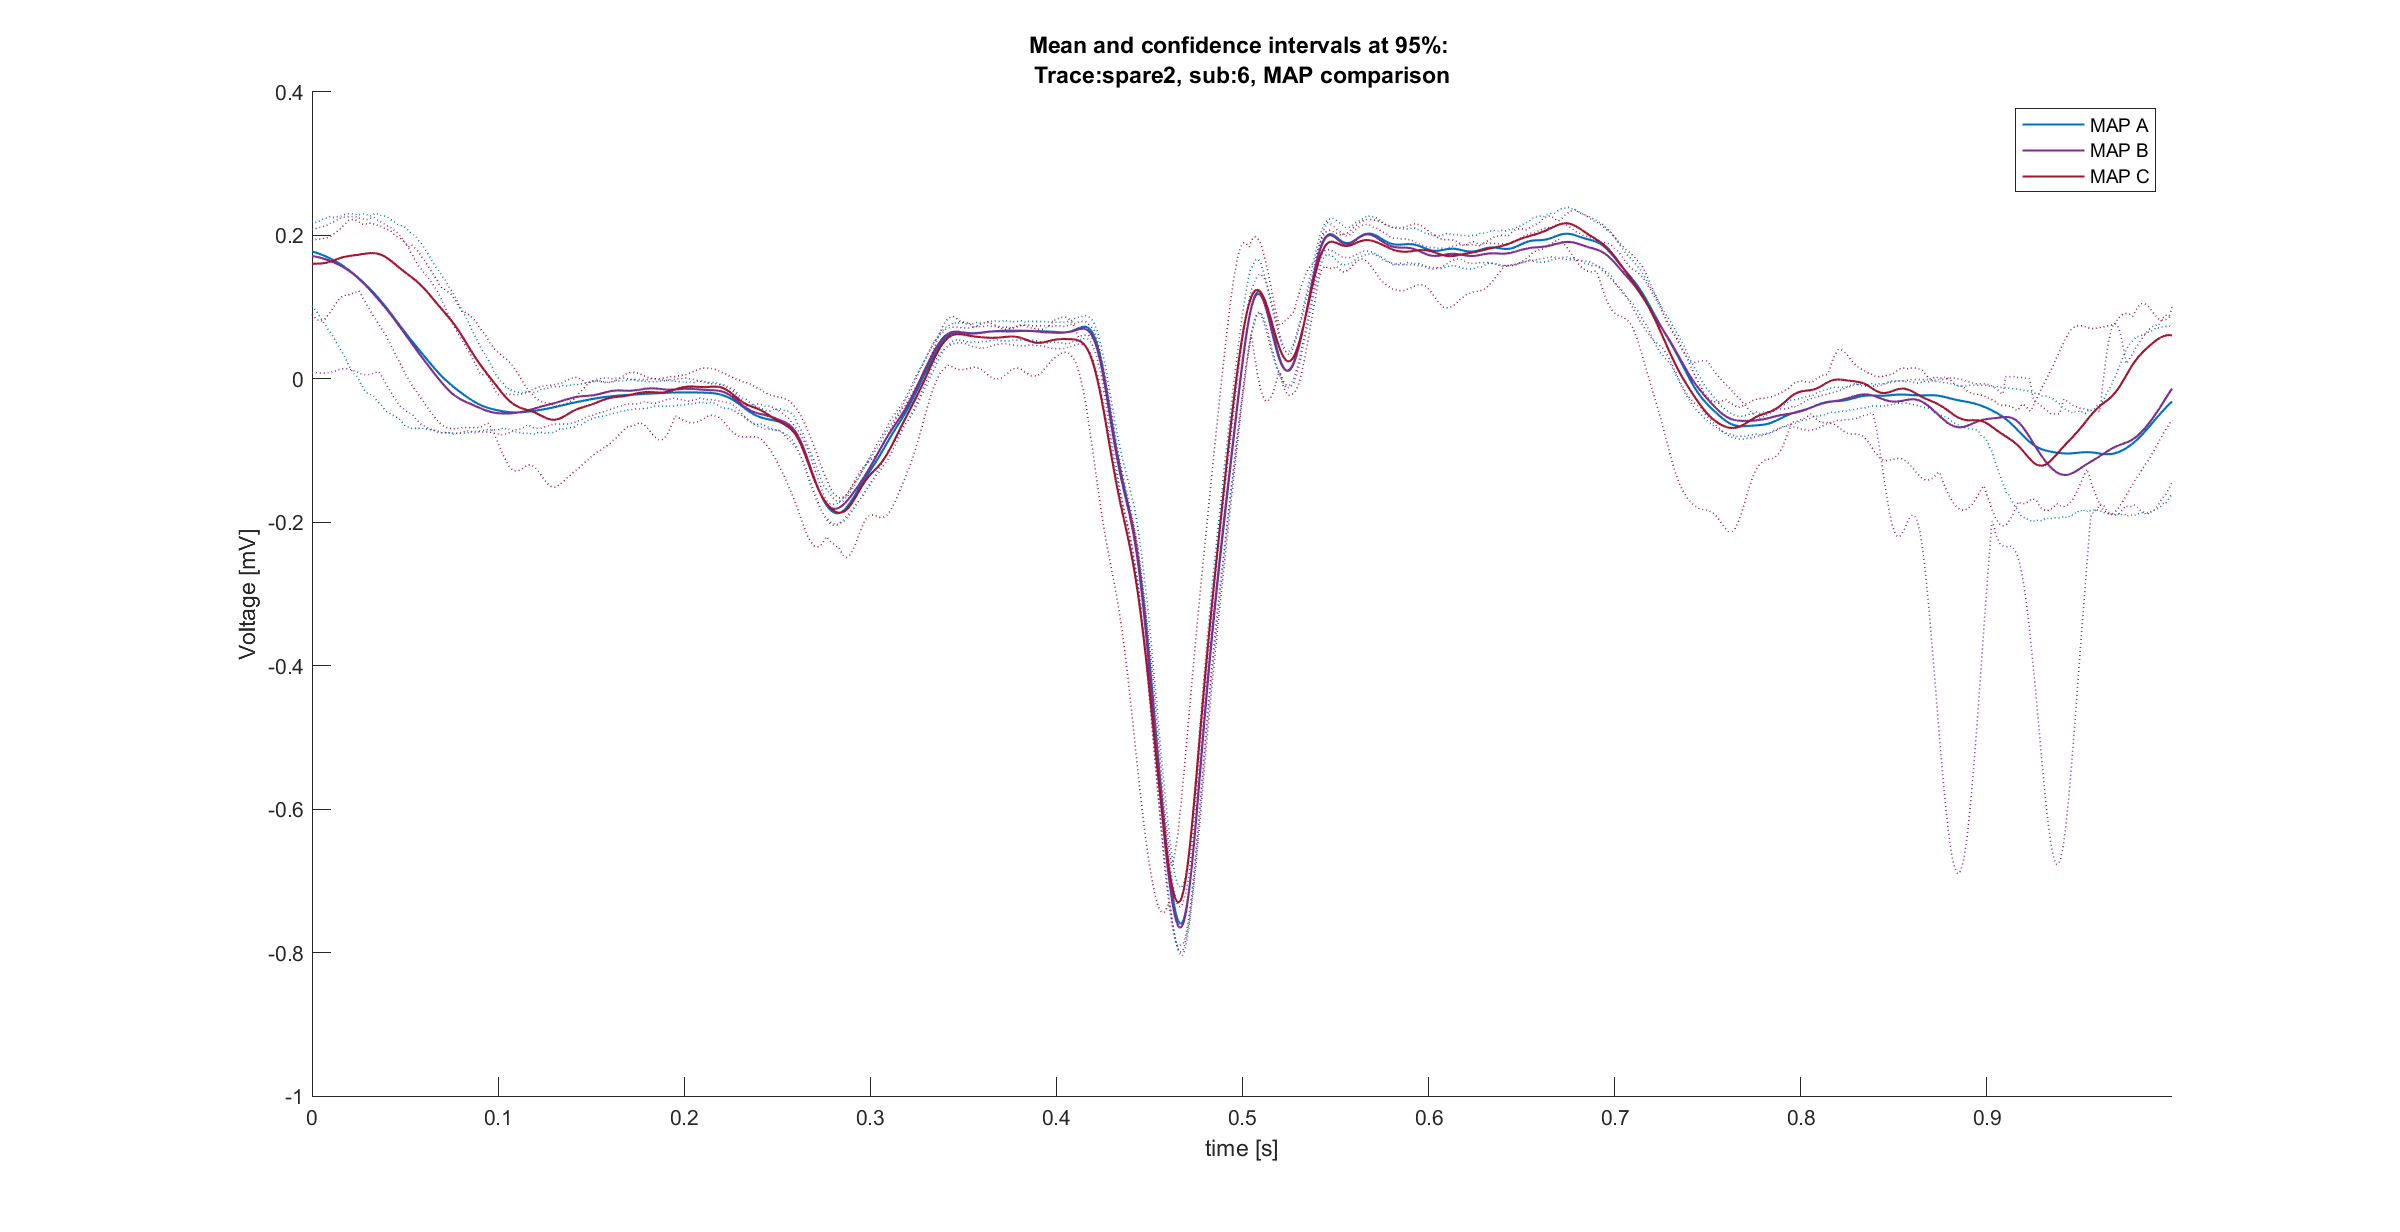 Mean and confidence intervals at 95%:
Trace:spare2, sub:6, MAP comparison
MAP A
MAP B
MAP C
0.4
0.2
0
-0.2
-0.4
-0.6
-0.8
-1
Voltage [mV]
0 0.1 0.2 0.3 0.4 0.5 0.6 0.7 0.8 0.9
time [s]